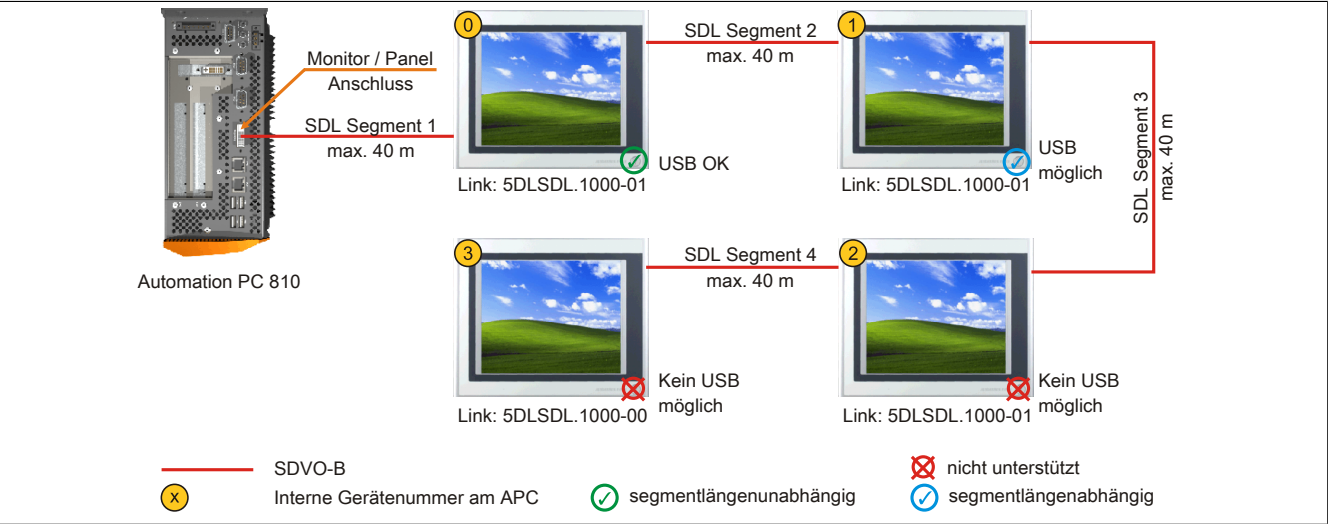 Monitor / Panel
Anschluss
SDL Segment 1
max. 40 m
Automation PC 810
0
USB OK
Link: 5DLSDL.1000-01
SDL Segment 2
max. 40 m
1
USB
möglich
Link: 5DLSDL.1000-01
SDL Segment 3
max. 40 m
3
Kein USB
möglich
Link: 5DLSDL.1000-00
SDL Segment 4
max. 40 m
2
Kein USB
möglich
Link: 5DLSDL.1000-01
SDVO-B
nicht unterstützt
x
Interne Gerätenummer am APC
segmentlängenunabhängig
segmentlängenabhängig